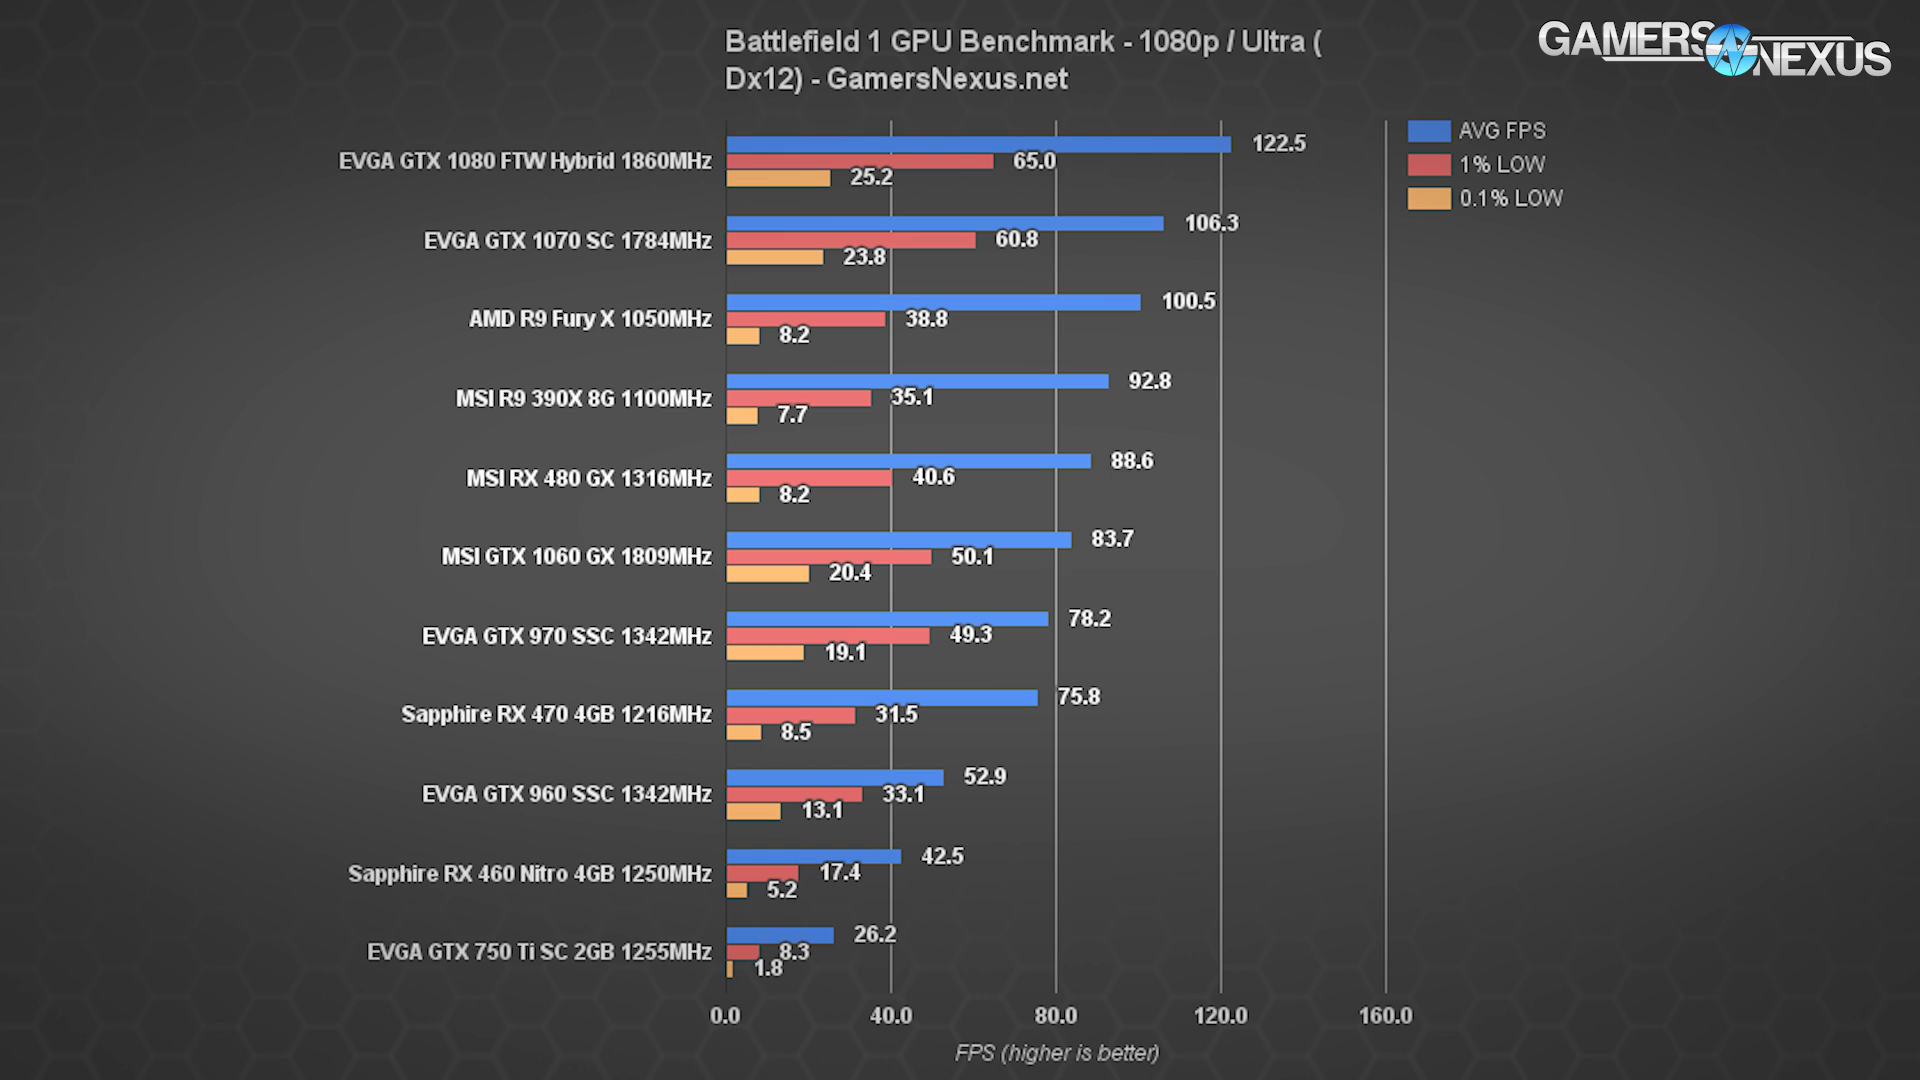 Battlefield 1 GPU Benchmark - 1080p / Ultra (
Dx12) - GamersNexus.net
GAMERS NEXUS
AVG FPS
1% LOW
0.1% LOW
EVGA GTX 1080 FTW Hybrid 1860MHz
122.5
65.0
25.2
EVGA GTX 1070 SC 1784MHz
106.3
60.8
23.8
AMD R9 Fury X 1050MHz
100.5
38.8
8.2
MSI R9 390X 8G 1100MHz
92.8
35.1
7.7
MSI RX 480 GX 1316MHz
88.6
40.6
8.2
MSI GTX 1060 GX 1809MHz
83.7
50.1
20.4
EVGA GTX 970 SSC 1342MHz
78.2
49.3
19.1
Sapphire RX 470 4GB 1216MHz
75.8
31.5
8.5
EVGA GTX 960 SSC 1342MHz
52.9
33.1
13.1
Sapphire RX 460 Nitro 4GB 1250MHz
42.5
17.4
5.2
EVGA GTX 750 Ti SC 2GB 1255MHz
26.2
8.3
1.8
0.0 40.0 80.0 120.0 160.0
FPS (higher is better)